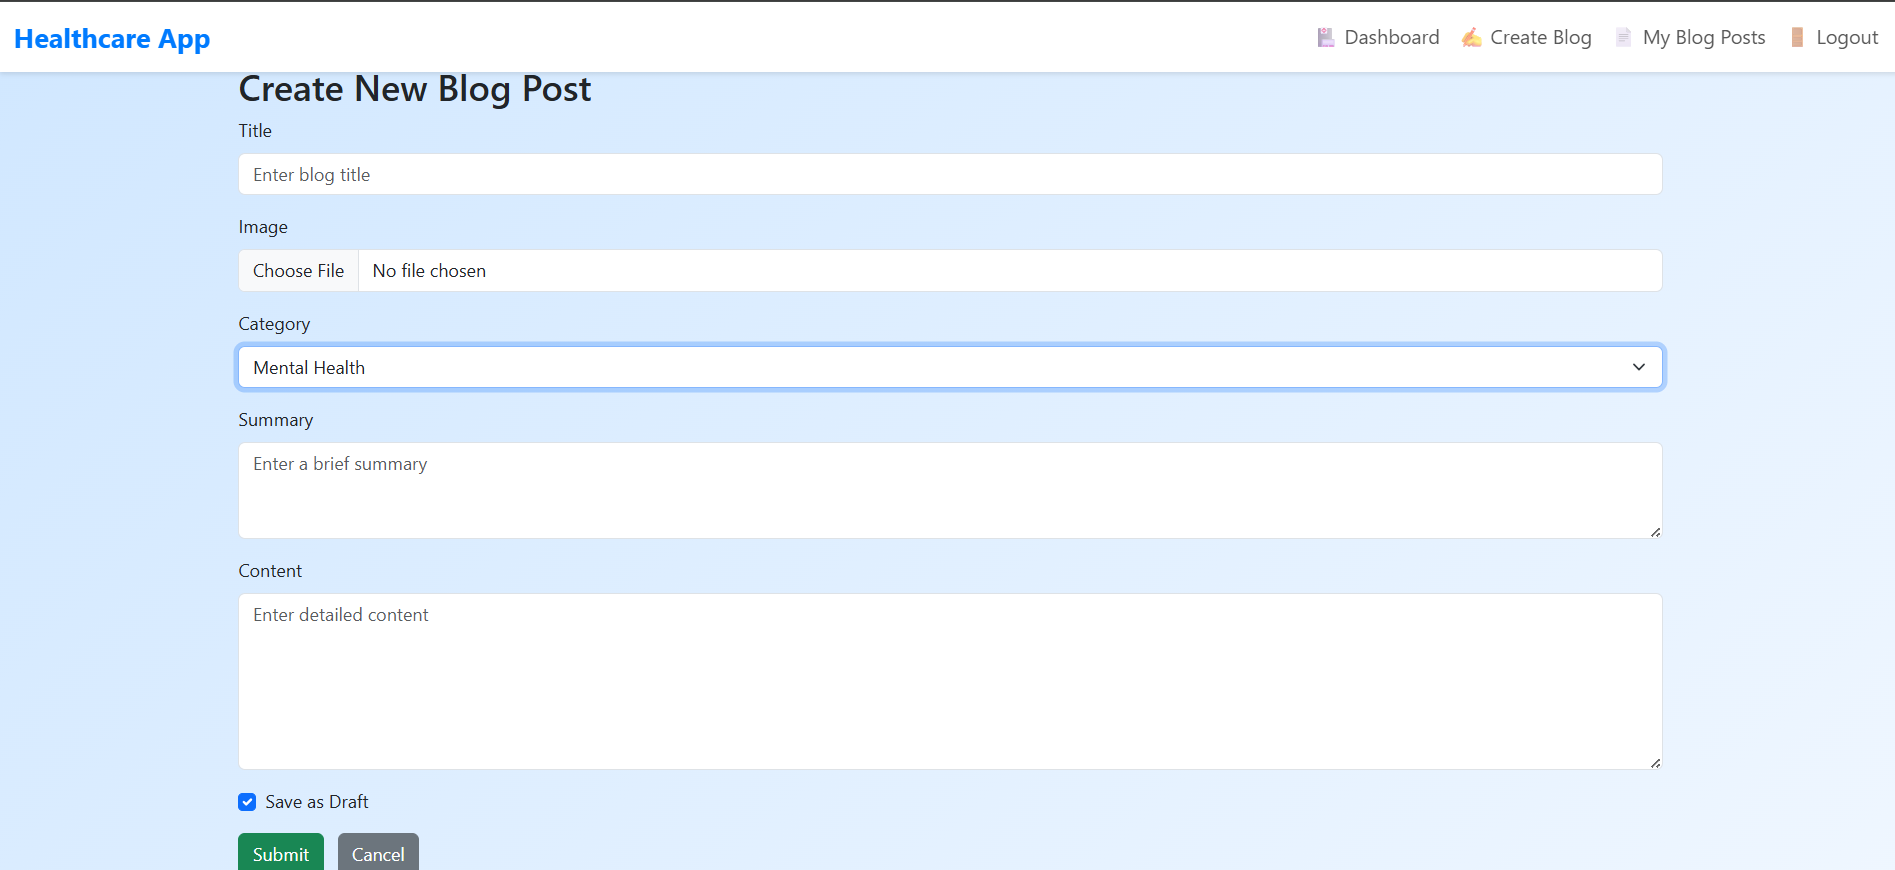 Healthcare App
Dashboard Create Blog My Blog Posts Logout
Create New Blog Post
Title
Enter blog title
Image
Choose File No file chosen
Category
Mental Health
Summary
Enter a brief summary
Content
Enter detailed content
Save as Draft
Submit Cancel